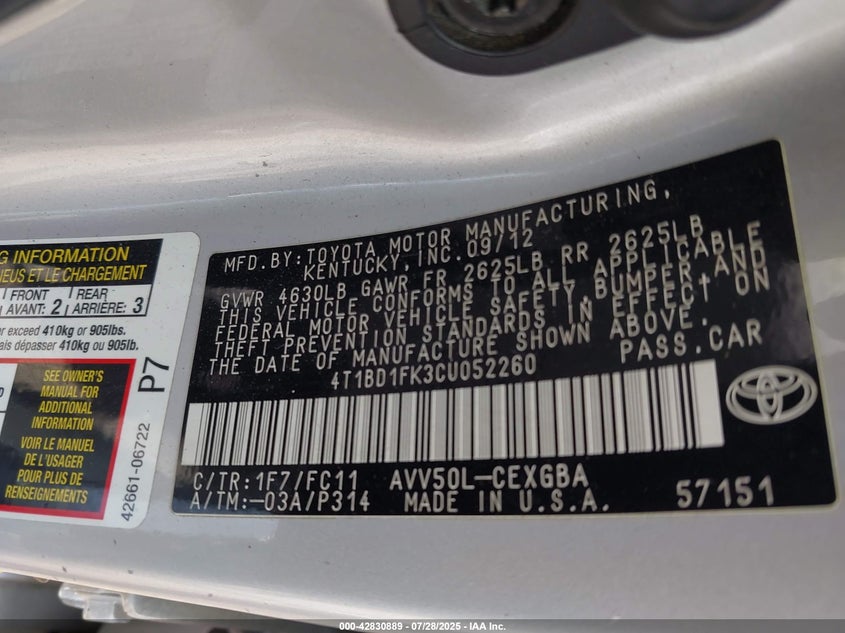 G INFORMATION
NEUS ET LE CHARGEMENT
FRONT REAR
AVANT: 2 ARRIÈRE: 3
exceed 410kg or 905lbs.
ais dépasser 410kg ou 905lb.
SEE OWNER'S
MANUAL FOR
ADDITIONAL
INFORMATION
VOIR LE MANUEL
DE L'USAGER
POUR PLUS DE
RENSEIGNEMENTS
P7
42661-06722
MFD.BY:TOYOTA MOTOR MANUFACTURING,
KENTUCKY,INC.09/12
GVWR 4630LB GAWR FR 2625LB RR 2625LB
THIS VEHICLE CONFORMS TO ALL APPLICABLE
FEDERAL MOTOR VEHICLE SAFETY,BUMPER,AND
THEFT PREVENTION STANDARDS IN EFFECT ON
THE DATE OF MANUFACTURE SHOWN ABOVE.
4T1BD1FK3CU052260 PASS.CAR
C/TR:1F7/FC11 AVV50L-CEXGBA
A/TM:-03A/P314 MADE IN U.S.A. 57151
000-42830889 - 07/28/2025 - IAA Inc.